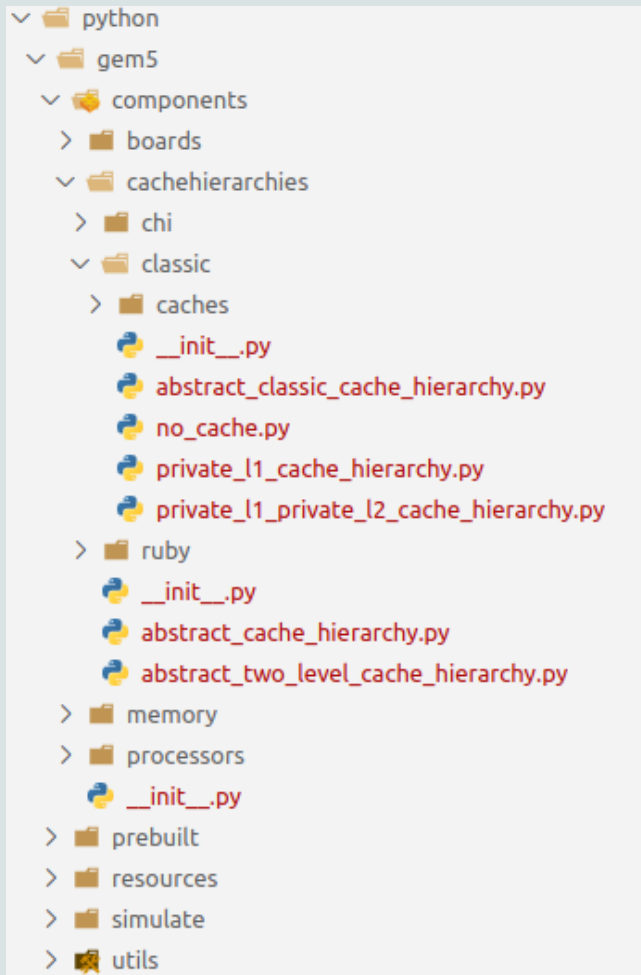 python
gem5
components
boards
cachehierarchies
chi
classic
caches
__init__.py
abstract_classic_cache_hierarchy.py
no_cache.py
private_l1_cache_hierarchy.py
private_l1_private_l2_cache_hierarchy.py
ruby
__init__.py
abstract_cache_hierarchy.py
abstract_two_level_cache_hierarchy.py
memory
processors
__init__.py
prebuilt
resources
simulate
utils